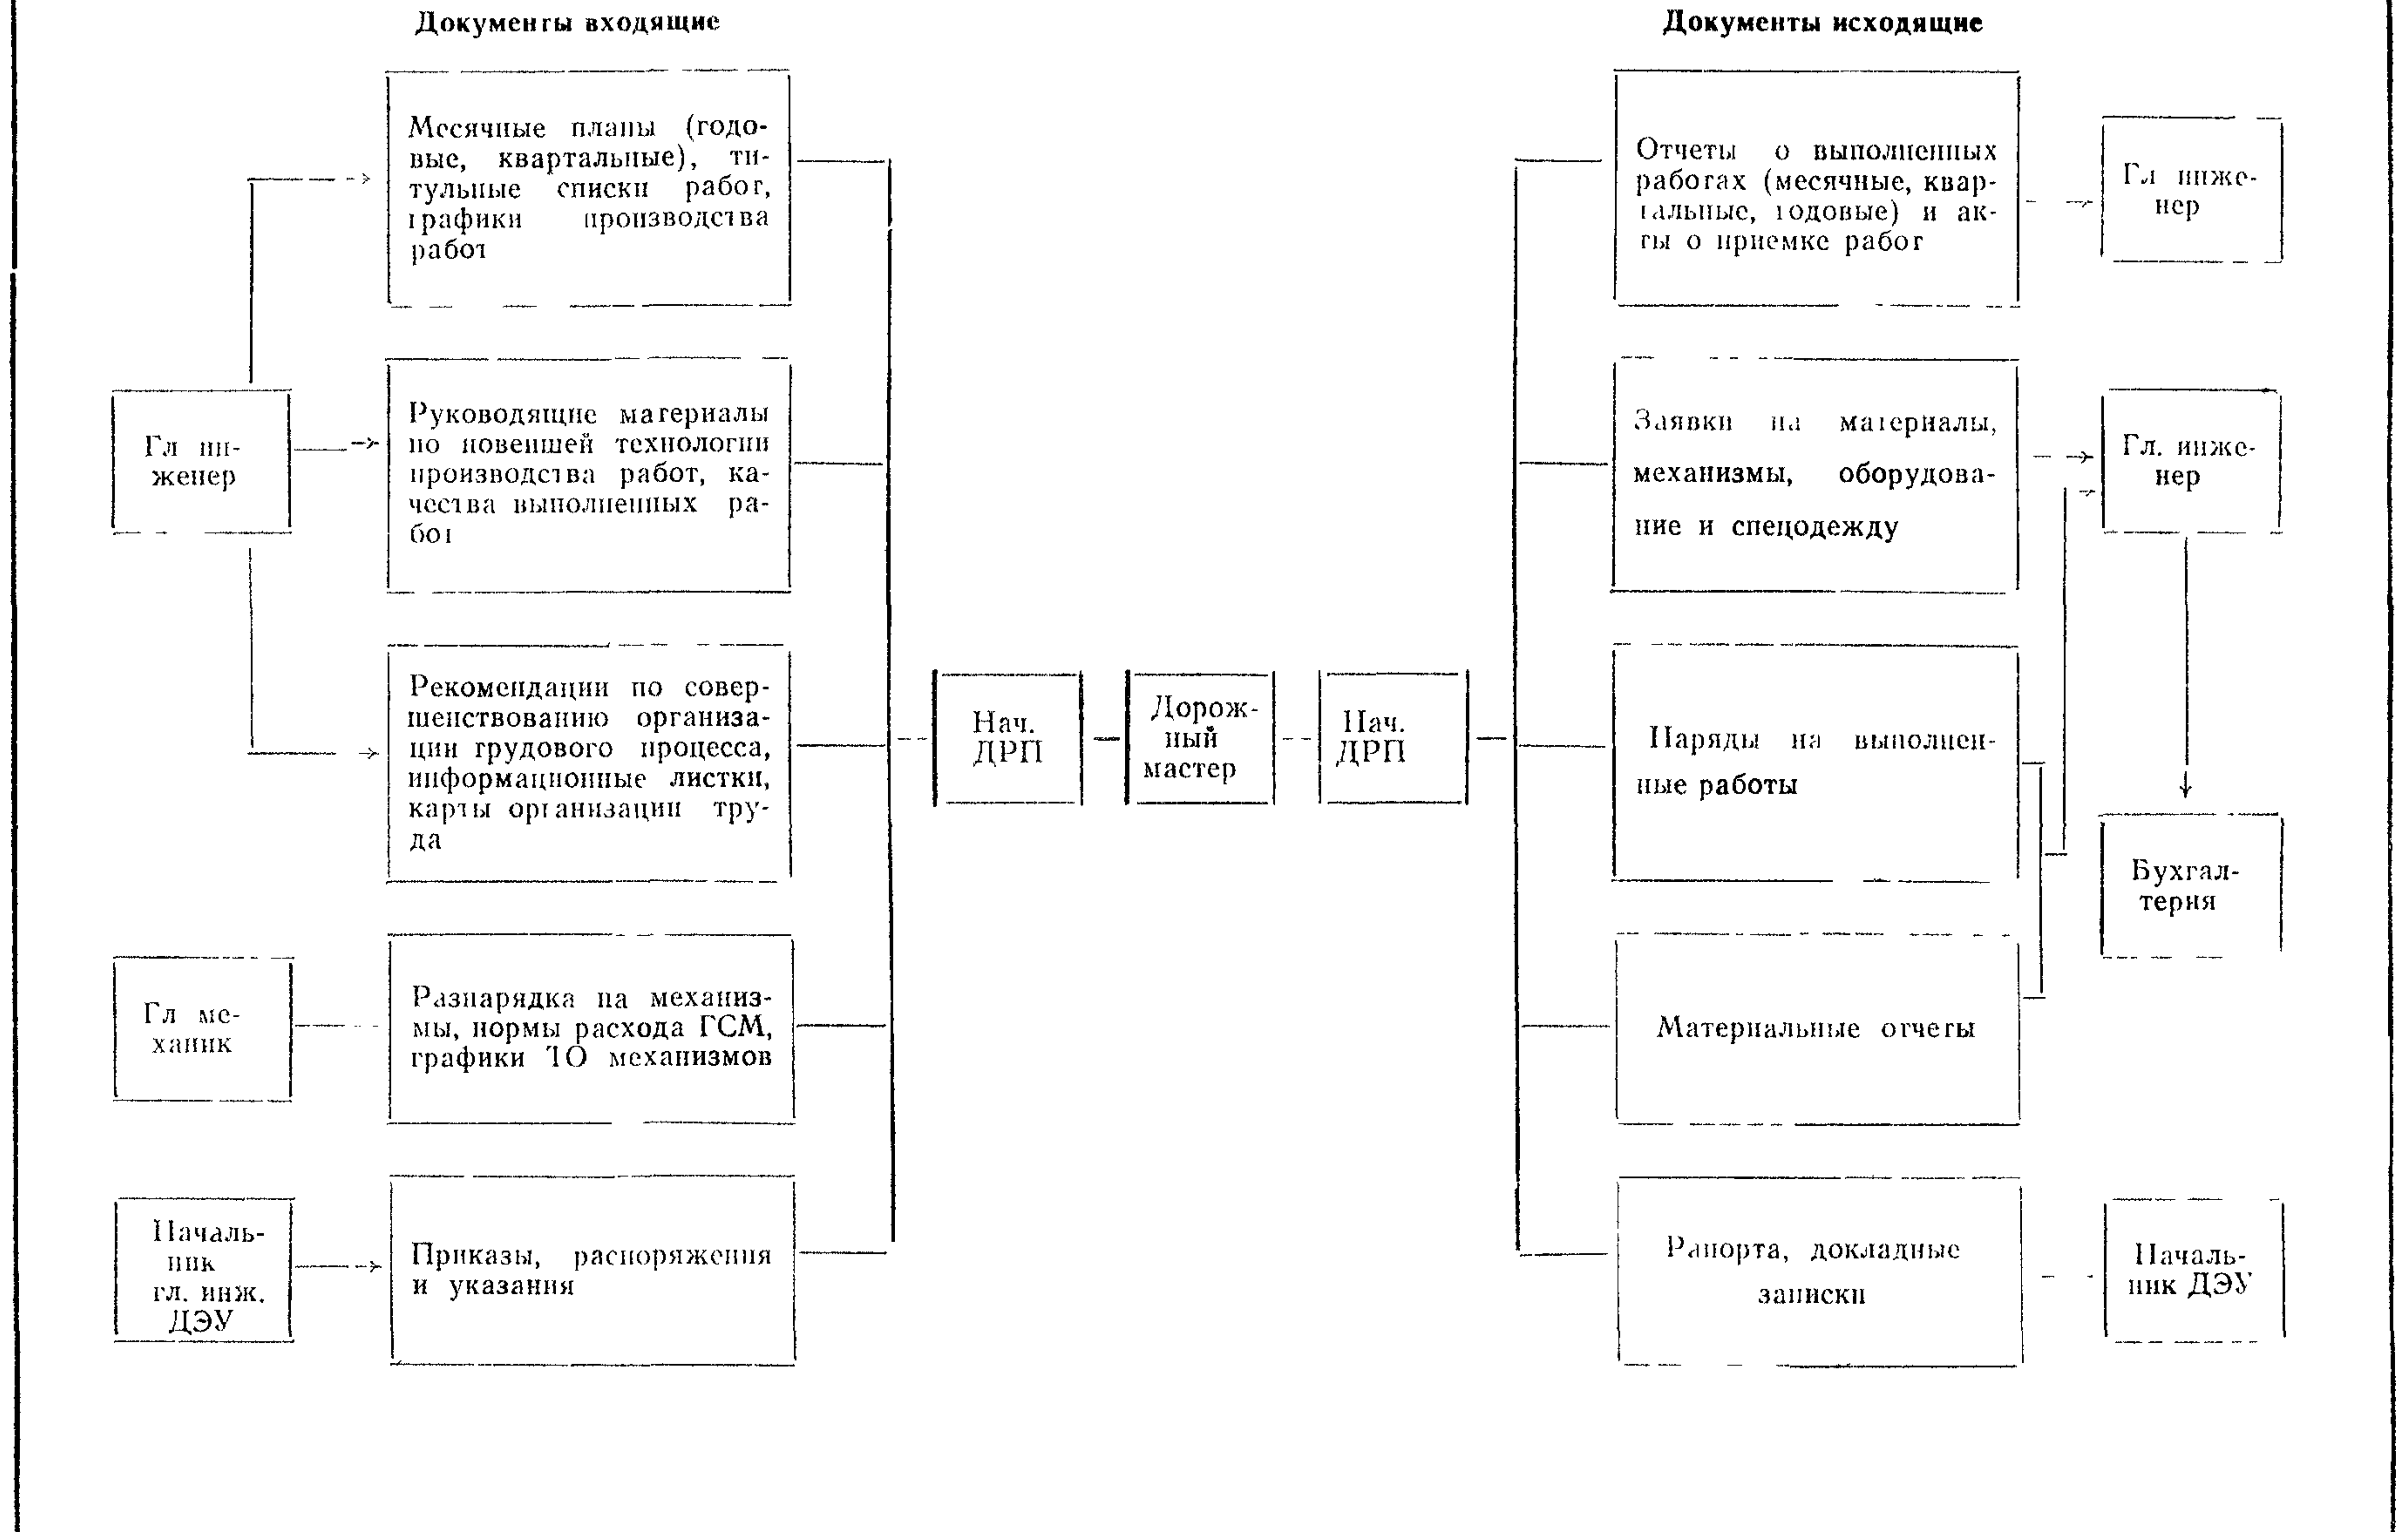 Документы входящие
Документы исходящие
Гл ин-
женер
Гл ме-
ханик
Началь-
ник
гл. инж.
ДЭУ
Месячные планы (годо-
вые, квартальные), ти-
тульные списки работ,
графики производства
работ
Руководящие материалы
по новейшей технологии
производства работ, ка-
чества выполненных ра-
бот
Рекомендации по совер-
шенствованию организа-
ции трудового процесса,
информационные листки,
карты организации тру-
да
Разнарядка на механиз-
мы, нормы расхода ГСМ,
графики ТО механизмов
Приказы, распоряжения
и указания
Нач.
ДРП
Дорож-
ный
мастер
Нач.
ДРП
Отчеты о выполненных
работах (месячные, квар-
тальные, годовые) и ак-
ты о приемке работ
Заявки на материалы,
механизмы, оборудова-
ние и спецодежду
Наряды на выполнен-
ные работы
Материальные отчеты
Рапорта, докладные
записки
Гл инже-
нер
Гл. инже-
нер
Бухгал-
терия
Началь-
ник ДЭУ